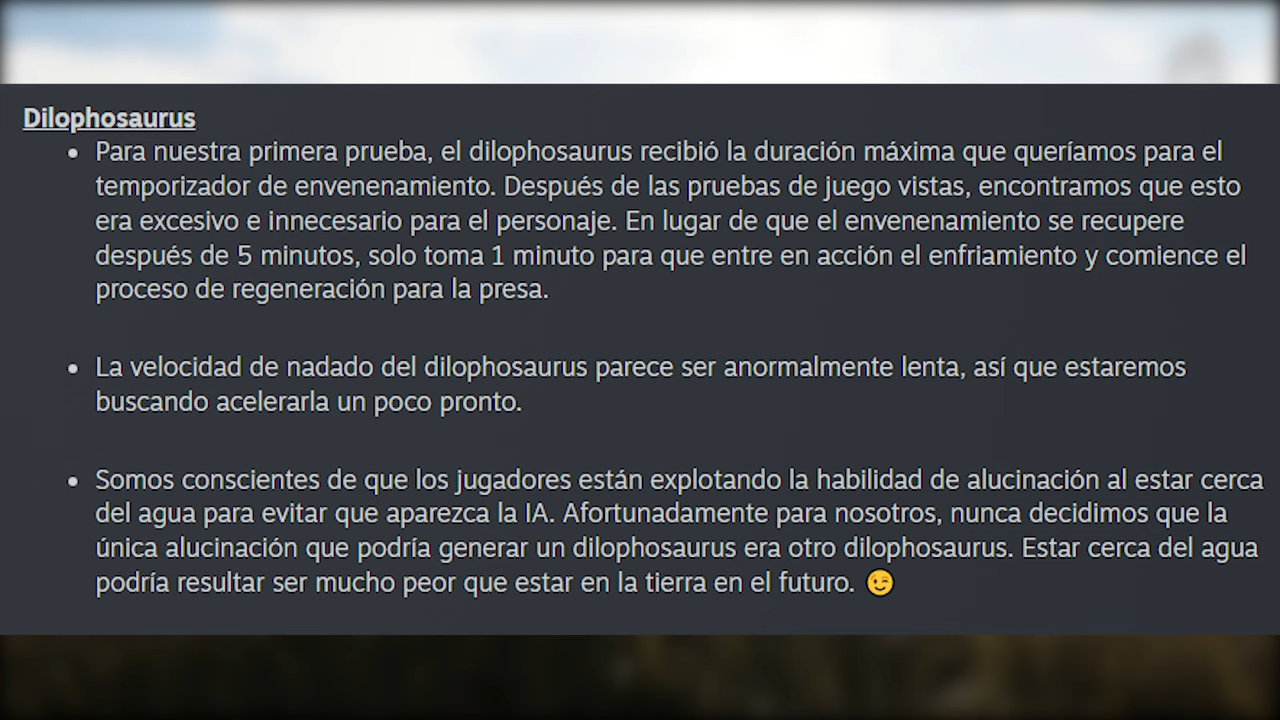 Dilophosaurus
• Para nuestra primera prueba, el dilophosaurus recibió la duración máxima que queríamos para el
temporizador de envenenamiento. Después de las pruebas de juego vistas, encontramos que esto
era excesivo e innecesario para el personaje. En lugar de que el envenenamiento se recupere
después de 5 minutos, solo toma 1 minuto para que entre en acción el enfriamiento y comience el
proceso de regeneración para la presa.
• La velocidad de nadado del dilophosaurus parece ser anormalmente lenta, así que estaremos
buscando acelerarla un poco pronto.
• Somos conscientes de que los jugadores están explotando la habilidad de alucinación al estar cerca
del agua para evitar que aparezca la IA. Afortunadamente para nosotros, nunca decidimos que la
única alucinación que podría generar un dilophosaurus era otro dilophosaurus. Estar cerca del agua
podría resultar ser mucho peor que estar en la tierra en el futuro. 😉